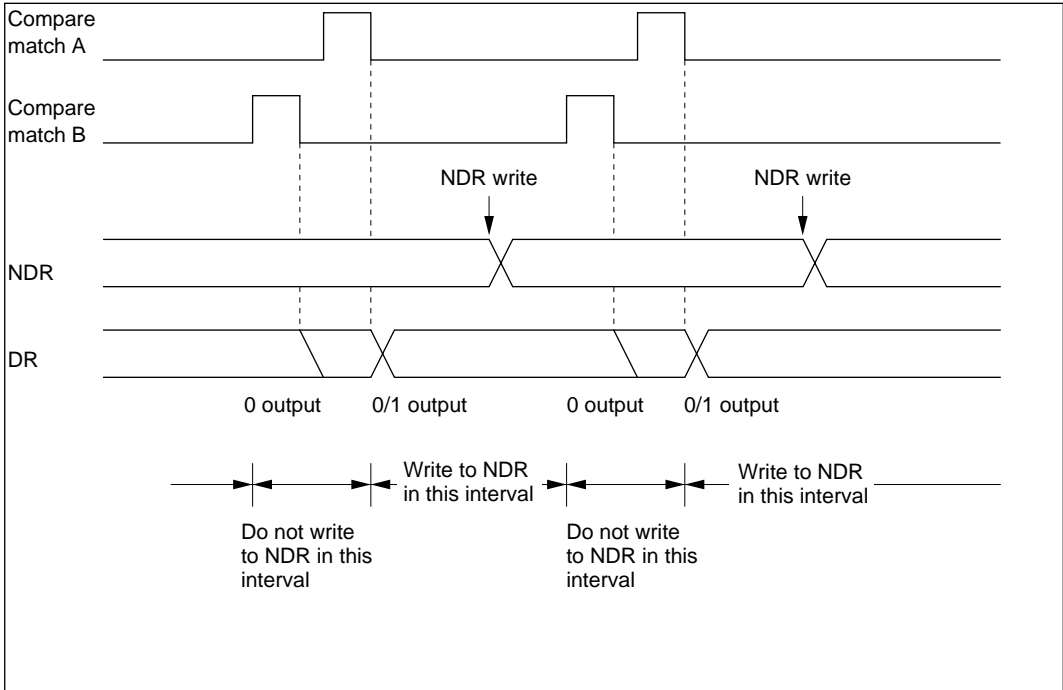 Compare
match A
Compare
match B
NDR write
NDR write
NDR
DR
0 output
0/1 output
0 output
0/1 output
Write to NDR
in this interval
Write to NDR
in this interval
Do not write
to NDR in this
interval
Do not write
to NDR in this
interval